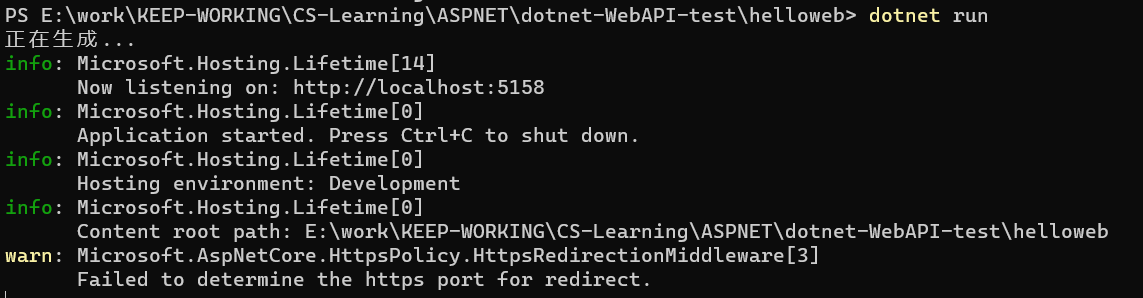 PS E:\work\KEEP-WORKING\CS-Learning\ASPNET\dotnet-WebAPI-test\helloweb> dotnet run
正在生成...
info: Microsoft.Hosting.Lifetime[14]
      Now listening on: http://localhost:5158
info: Microsoft.Hosting.Lifetime[0]
      Application started. Press Ctrl+C to shut down.
info: Microsoft.Hosting.Lifetime[0]
      Hosting environment: Development
info: Microsoft.Hosting.Lifetime[0]
      Content root path: E:\work\KEEP-WORKING\CS-Learning\ASPNET\dotnet-WebAPI-test\helloweb
warn: Microsoft.AspNetCore.HttpsPolicy.HttpsRedirectionMiddleware[3]
      Failed to determine the https port for redirect.